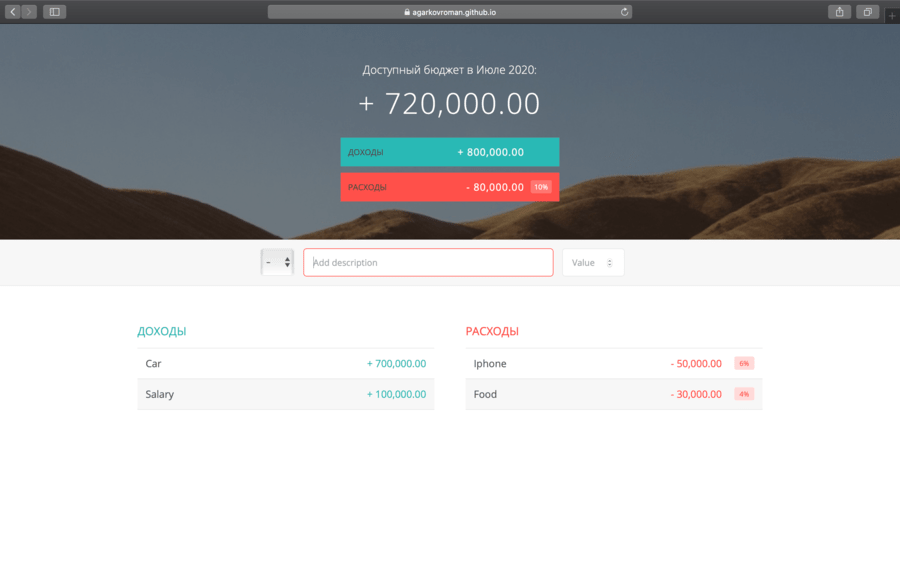 agarkovroman.github.io
Доступный бюджет в Июле 2020:
+ 720,000.00
ДОХОДЫ + 800,000.00
РАСХОДЫ - 80,000.00 10%
- Add description Value
ДОХОДЫ
Car + 700,000.00
Salary + 100,000.00
РАСХОДЫ
Iphone - 50,000.00 6%
Food - 30,000.00 4%